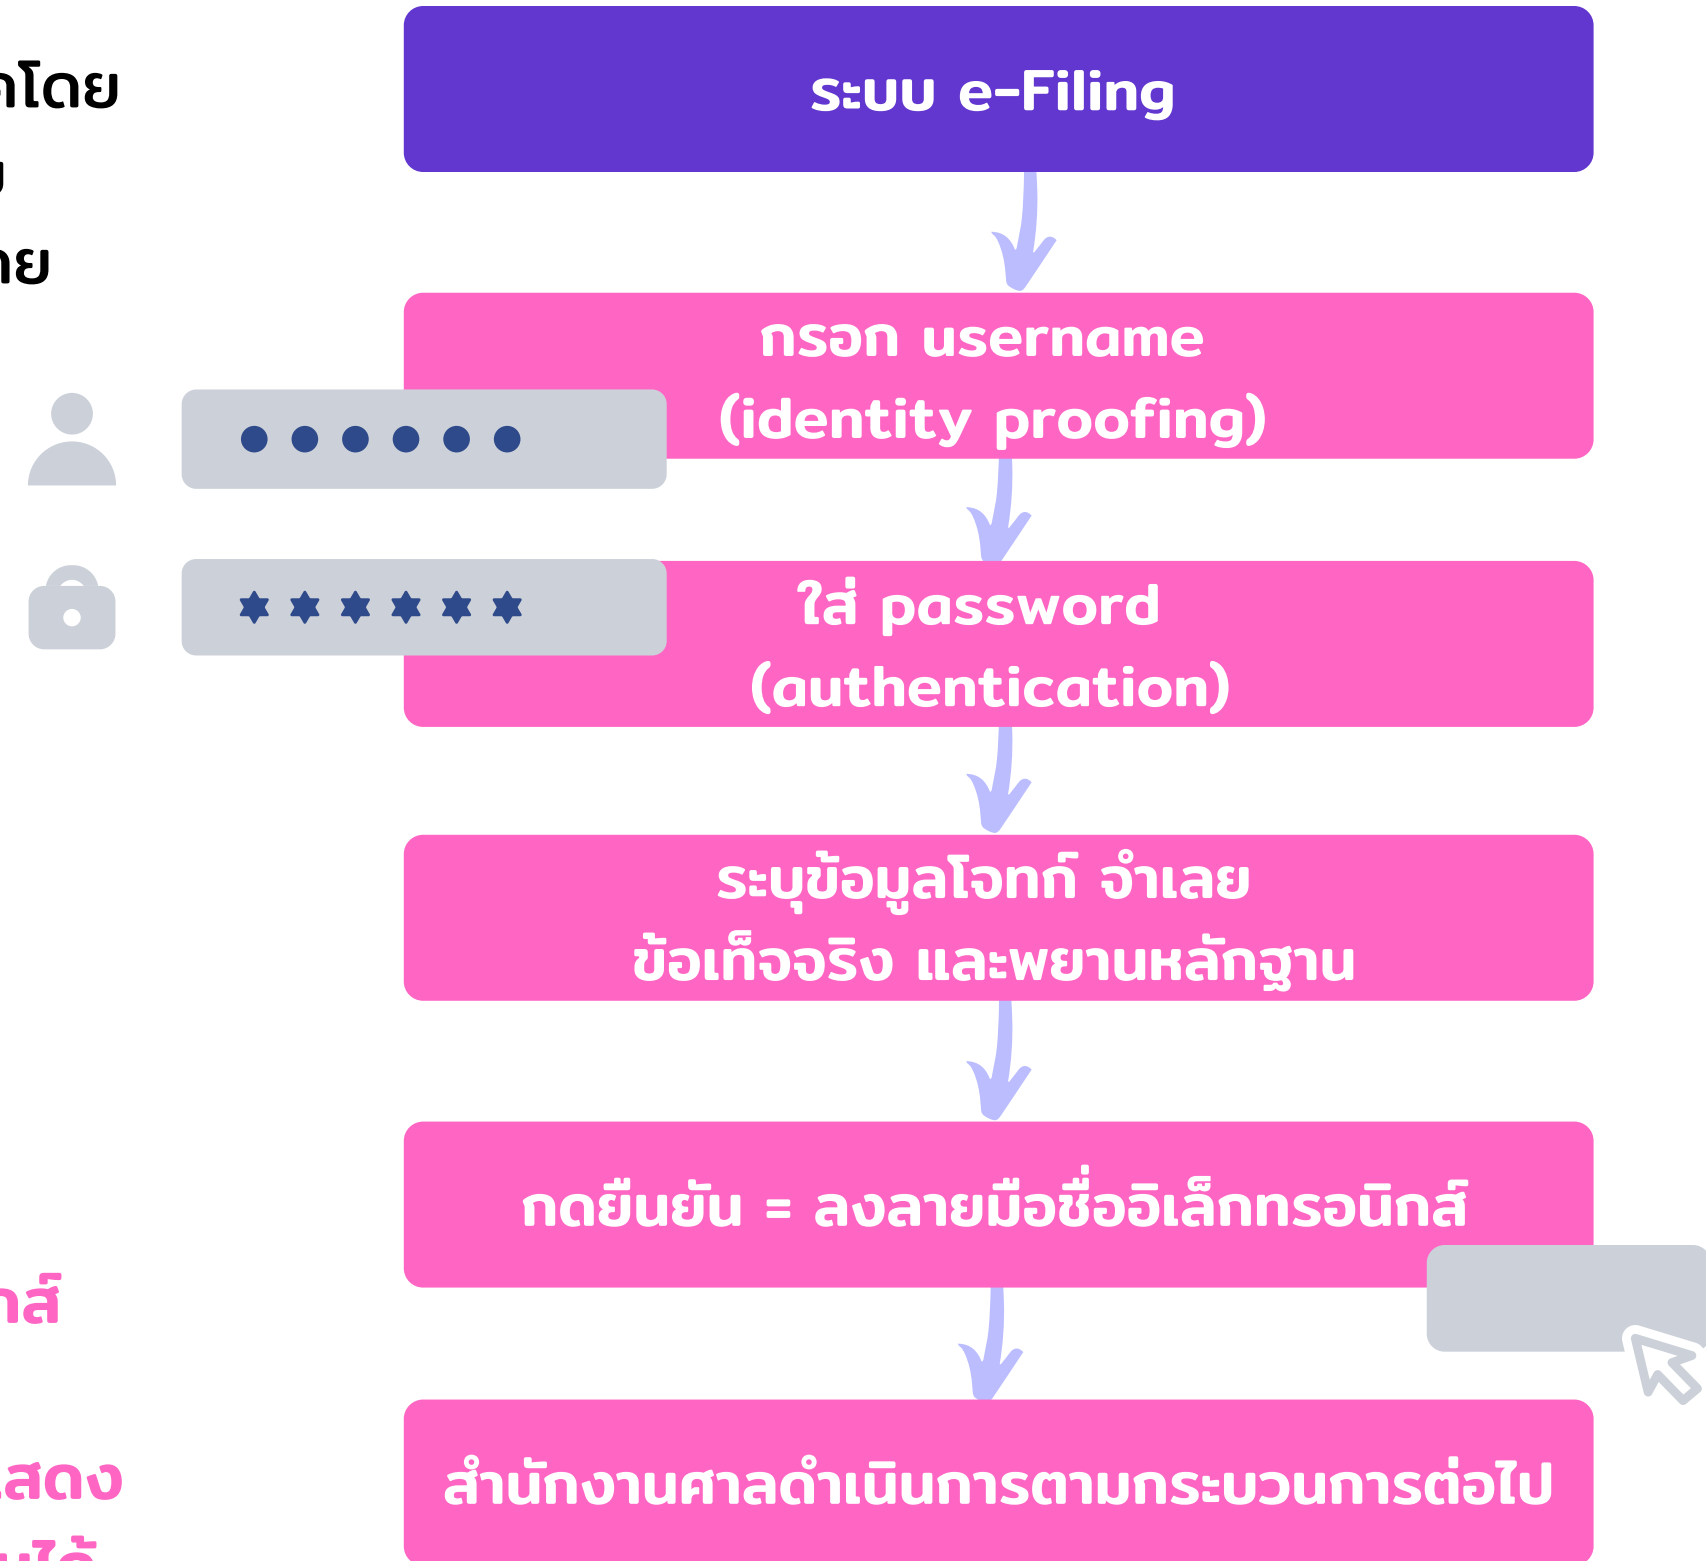 ระบบ e-Filing
กรอก username
(identity proofing)
ใส่ password
(authentication)
ระบุข้อมูลโจทก์ จำเลย
ข้อเท็จจริง และพยานหลักฐาน
กดยืนยัน = ลงลายมือชื่ออิเล็กทรอนิกส์
สำนักงานศาลดำเนินการตามกระบวนการต่อไป